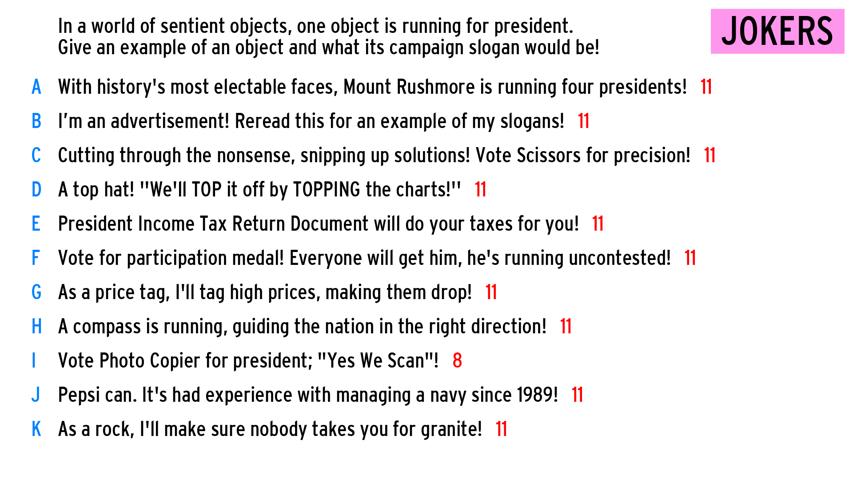 In a world of sentient objects, one object is running for president.
Give an example of an object and what its campaign slogan would be!
JOKERS
A With history's most electable faces, Mount Rushmore is running four presidents! 11
B I'm an advertisement! Reread this for an example of my slogans! 11
C Cutting through the nonsense, snipping up solutions! Vote Scissors for precision! 11
D A top hat! "We'll TOP it off by TOPPING the charts!" 11
E President Income Tax Return Document will do your taxes for you! 11
F Vote for participation medal! Everyone will get him, he's running uncontested! 11
G As a price tag, I'll tag high prices, making them drop! 11
H A compass is running, guiding the nation in the right direction! 11
I Vote Photo Copier for president; "Yes We Scan"! 8
J Pepsi can. It's had experience with managing a navy since 1989! 11
K As a rock, I'll make sure nobody takes you for granite! 11